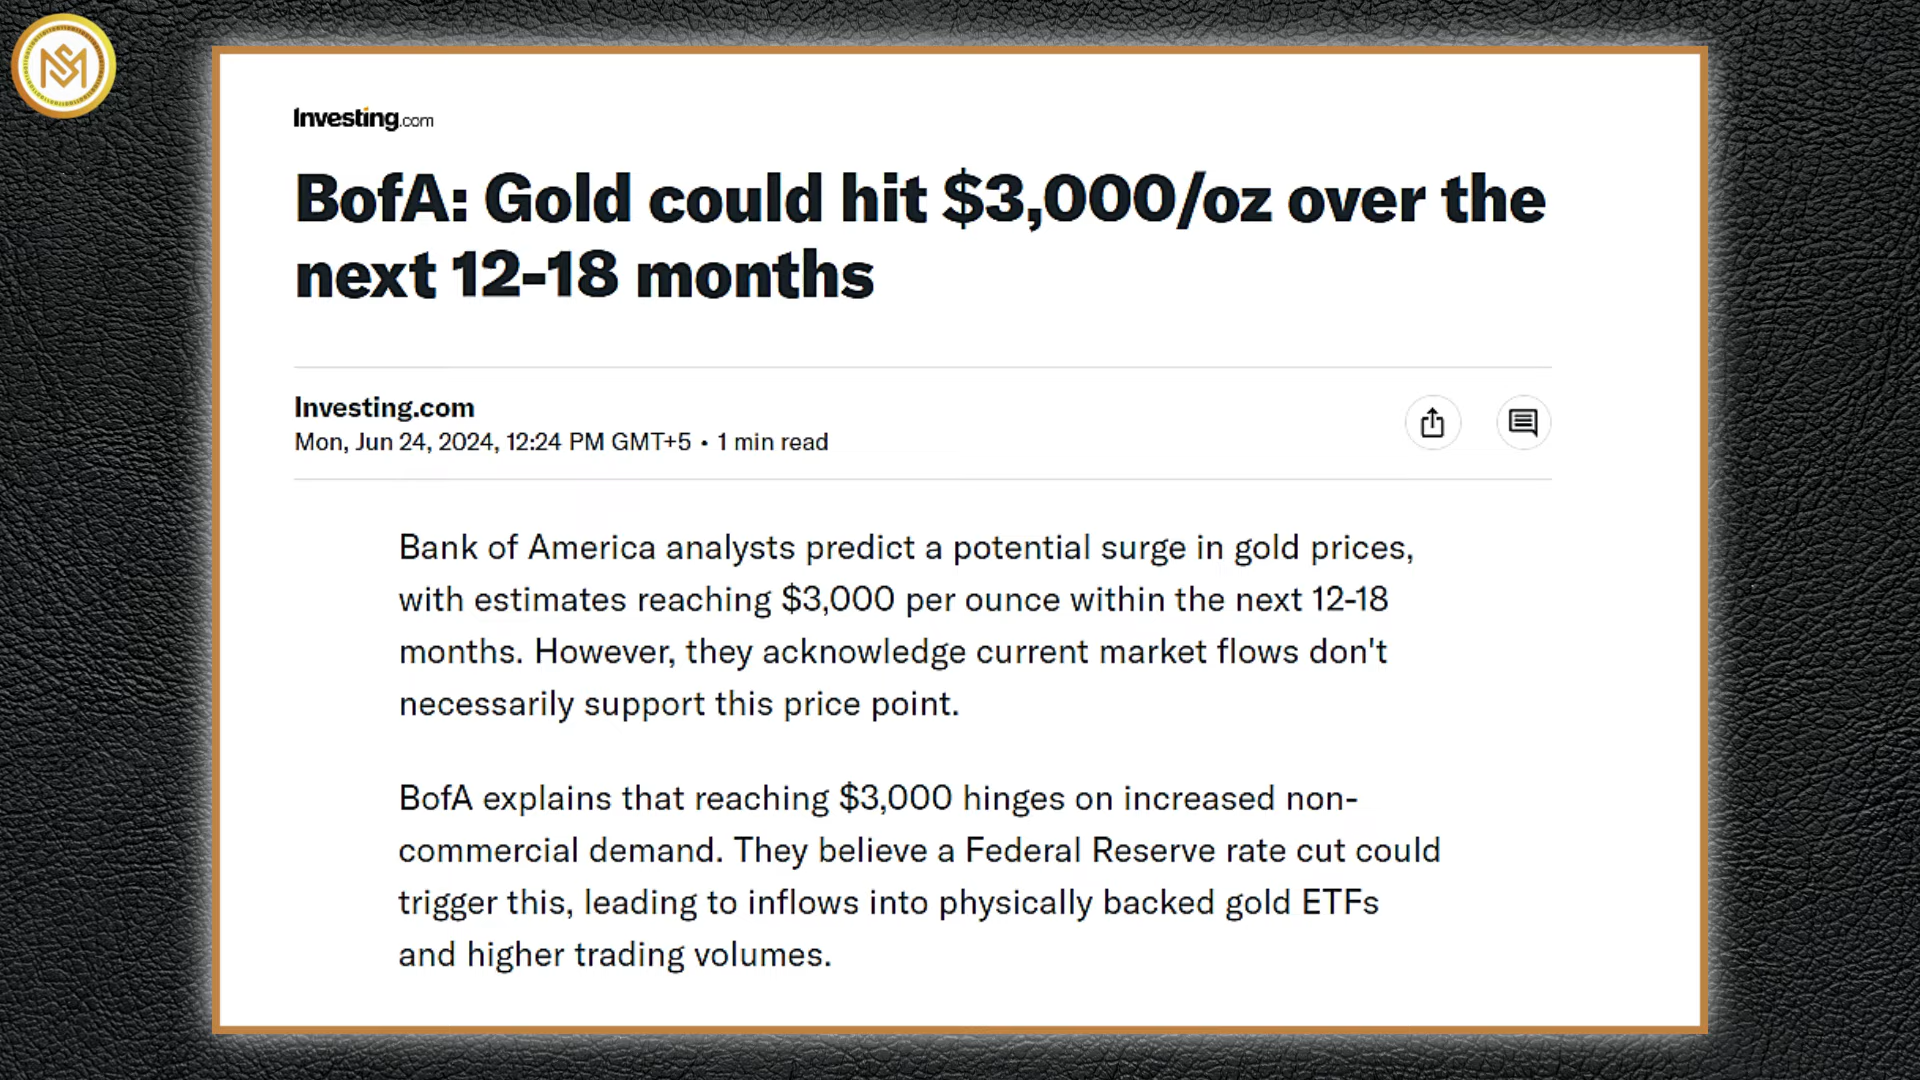 Investing.com
BofA: Gold could hit $3,000/oz over the
next 12-18 months
Investing.com
Mon, Jun 24, 2024, 12:24 PM GMT+5 • 1 min read
Bank of America analysts predict a potential surge in gold prices,
with estimates reaching $3,000 per ounce within the next 12-18
months. However, they acknowledge current market flows don't
necessarily support this price point.
BofA explains that reaching $3,000 hinges on increased non-
commercial demand. They believe a Federal Reserve rate cut could
trigger this, leading to inflows into physically backed gold ETFs
and higher trading volumes.